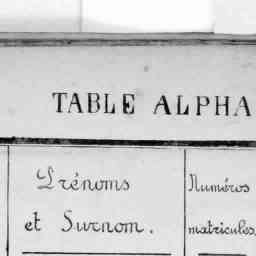 TABLE ALPHA
Prénoms
et Surnom.
Numéros
matricules.